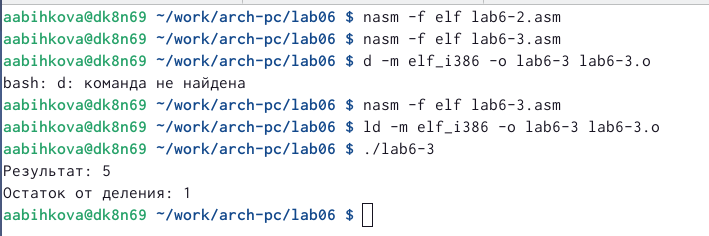 aabihkova@dk8n69 ~/work/arch-pc/lab06 $ nasm -f elf lab6-2.asm
aabihkova@dk8n69 ~/work/arch-pc/lab06 $ nasm -f elf lab6-3.asm
aabihkova@dk8n69 ~/work/arch-pc/lab06 $ d -m elf_i386 -o lab6-3 lab6-3.o
bash: d: команда не найдена
aabihkova@dk8n69 ~/work/arch-pc/lab06 $ nasm -f elf lab6-3.asm
aabihkova@dk8n69 ~/work/arch-pc/lab06 $ ld -m elf_i386 -o lab6-3 lab6-3.o
aabihkova@dk8n69 ~/work/arch-pc/lab06 $ ./lab6-3
Результат: 5
Остаток от деления: 1
aabihkova@dk8n69 ~/work/arch-pc/lab06 $